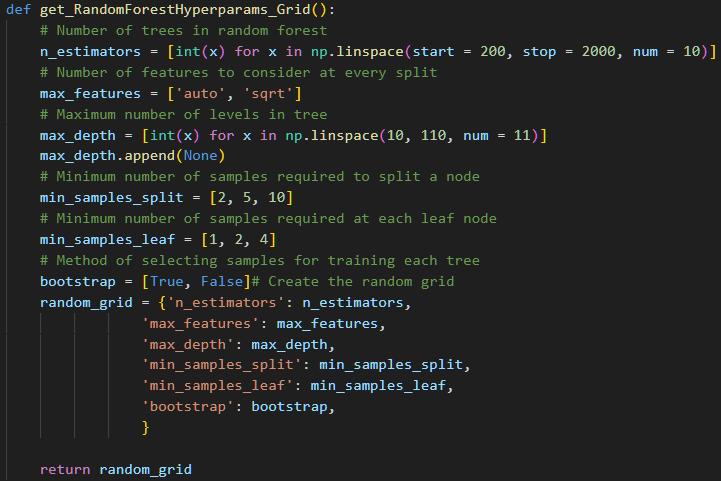 def get_RandomForestHyperparams_Grid():
    # Number of trees in random forest
    n_estimators = [int(x) for x in np.linspace(start = 200, stop = 2000, num = 10)]
    # Number of features to consider at every split
    max_features = ['auto', 'sqrt']
    # Maximum number of levels in tree
    max_depth = [int(x) for x in np.linspace(10, 110, num = 11)]
    max_depth.append(None)
    # Minimum number of samples required to split a node
    min_samples_split = [2, 5, 10]
    # Minimum number of samples required at each leaf node
    min_samples_leaf = [1, 2, 4]
    # Method of selecting samples for training each tree
    bootstrap = [True, False]# Create the random grid
    random_grid = {'n_estimators': n_estimators,
                'max_features': max_features,
                'max_depth': max_depth,
                'min_samples_split': min_samples_split,
                'min_samples_leaf': min_samples_leaf,
                'bootstrap': bootstrap,
                }
    return random_grid